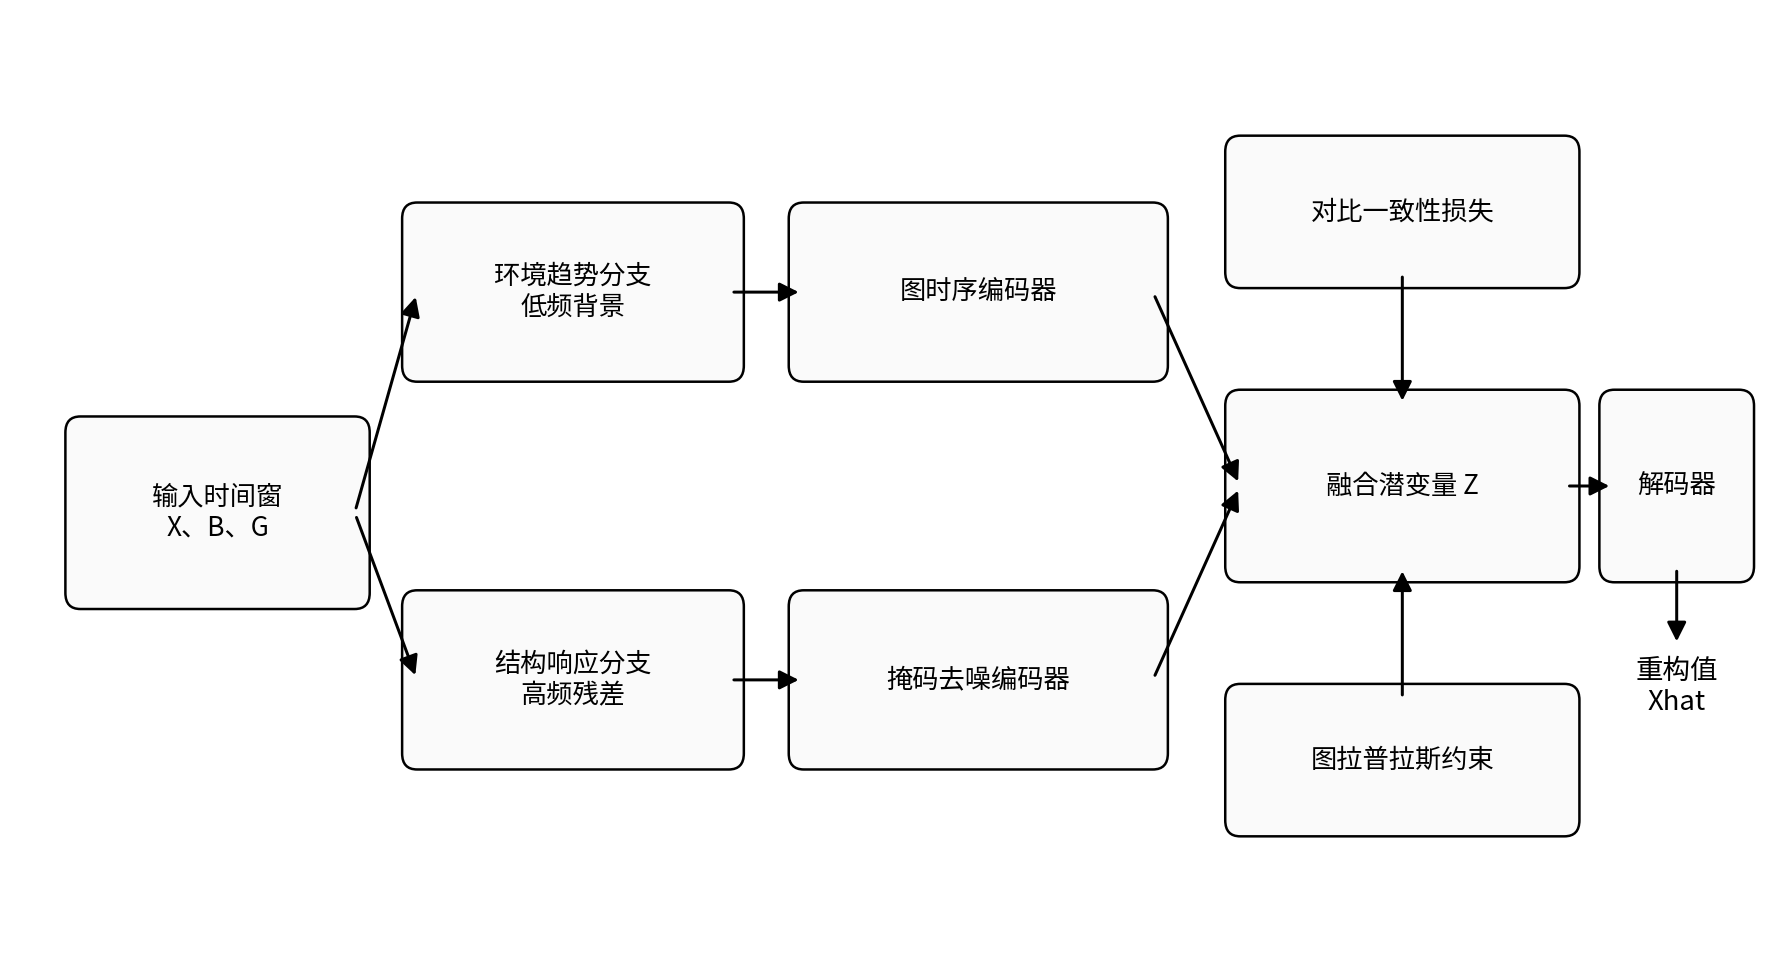 输入时间窗
X、B、G
环境趋势分支
低频背景
图时序编码器
结构响应分支
高频残差
掩码去噪编码器
对比一致性损失
融合潜变量 Z
图拉普拉斯约束
解码器
重构值
Xhat